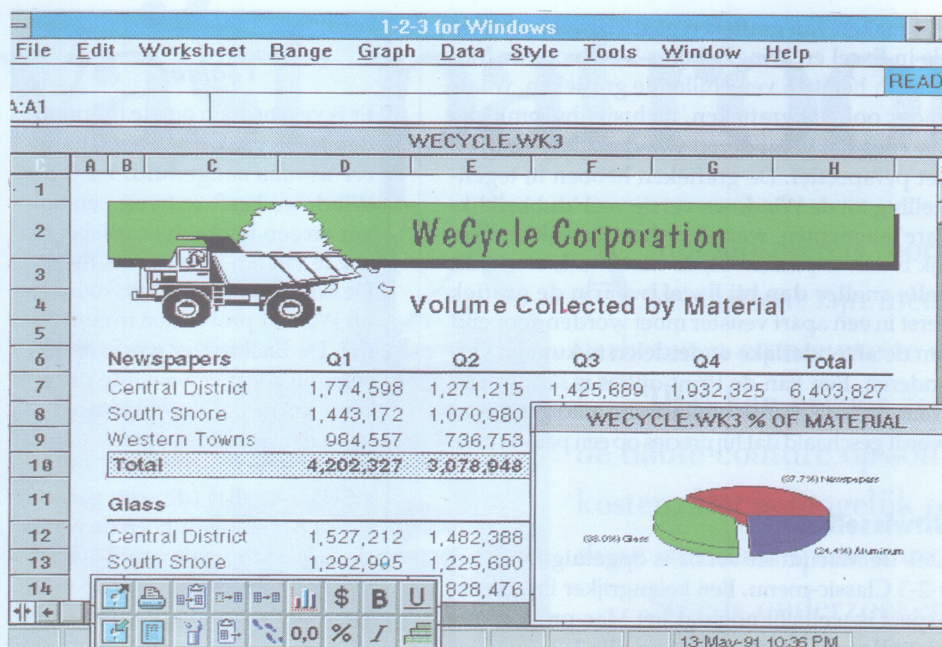 1-2-3 for Windows
File Edit Worksheet Range Graph Data Style Tools Window Help
READ
A:A1
WECYCLE.WK3
C A B C D E F G H
1
2 WeCycle Corporation
3
4 Volume Collected by Material
5
6 Newspapers Q1 Q2 Q3 Q4 Total
7 Central District 1,774,598 1,271,215 1,425,689 1,932,325 6,403,827
8 South Shore 1,443,172 1,070,980
9 Western Towns 984,557 736,753
10 Total 4,202,327 3,078,948
11 Glass
12 Central District 1,527,212 1,482,388
13 South Shore 1,292,995 1,225,680
14 828,476
WECYCLE.WK3 % OF MATERIAL
(37.7%) Newspapers
(38.0%) Glass
(24.4%) Aluminum
$ B U
0,0 % I
13-May-91 10:36 PM